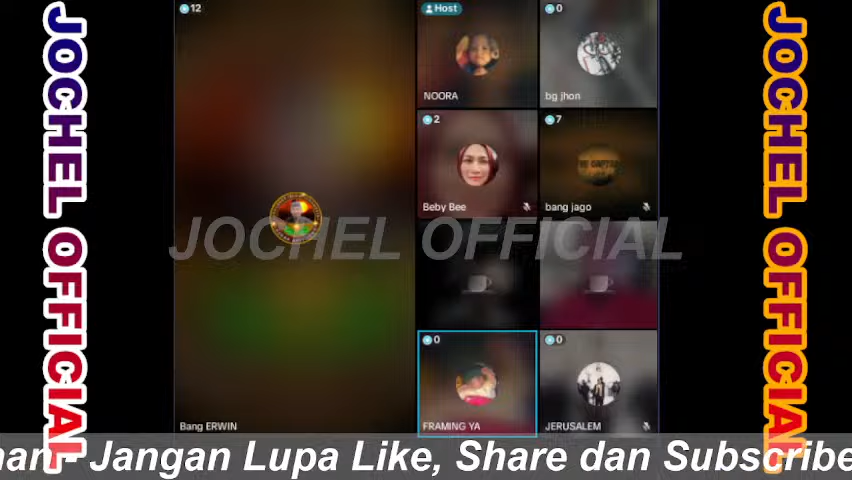 JOCHEL OFFICIAL
12
Host
NOORA
0
bg jhon
2
Beby Bee
7
bang jago
JOCHEL OFFICIAL
0
FRAMING YA
0
JERUSALEM
Bang ERWIN
JOCHEL OFFICIAL
- Jangan Lupa Like, Share dan Subscribe